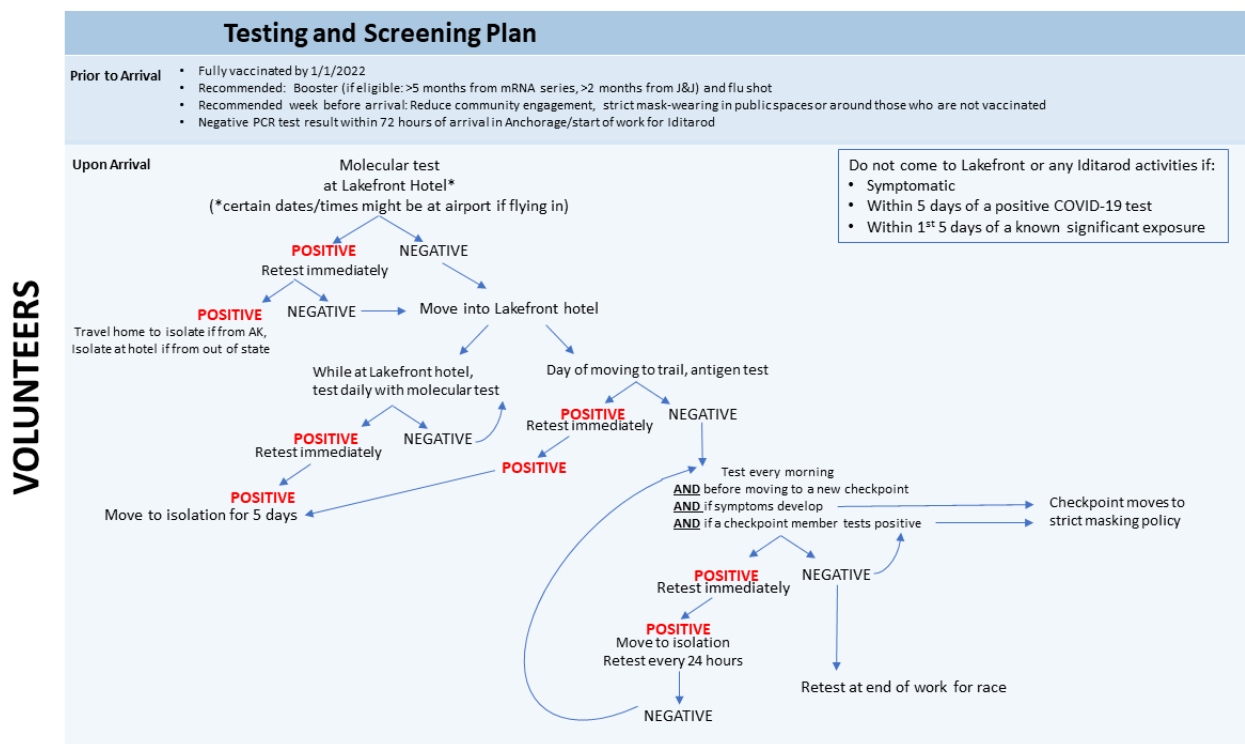 VOLUNTEERS
Testing and Screening Plan
Prior to Arrival
• Fully vaccinated by 1/1/2022
• Recommended: Booster (if eligible: >5 months from mRNA series, >2 months from J&J) and flu shot
• Recommended week before arrival: Reduce community engagement, strict mask-wearing in public spaces or around those who are not vaccinated
• Negative PCR test result within 72 hours of arrival in Anchorage/start of work for Iditarod
Upon Arrival
Molecular test
at Lakefront Hotel*
(*certain dates/times might be at airport if flying in)
Do not come to Lakefront or any Iditarod activities if:
• Symptomatic
• Within 5 days of a positive COVID-19 test
• Within 1st 5 days of a known significant exposure
POSITIVE
Retest immediately
NEGATIVE
POSITIVE
Travel home to isolate if from AK,
Isolate at hotel if from out of state
NEGATIVE
Move into Lakefront hotel
While at Lakefront hotel,
test daily with molecular test
Day of moving to trail, antigen test
POSITIVE
Retest immediately
NEGATIVE
POSITIVE
Retest immediately
NEGATIVE
POSITIVE
POSITIVE
Move to isolation for 5 days
Test every morning
AND before moving to a new checkpoint
AND if symptoms develop
AND if a checkpoint member tests positive
Checkpoint moves to
strict masking policy
POSITIVE
Retest immediately
NEGATIVE
POSITIVE
Move to isolation
Retest every 24 hours
NEGATIVE
Retest at end of work for race